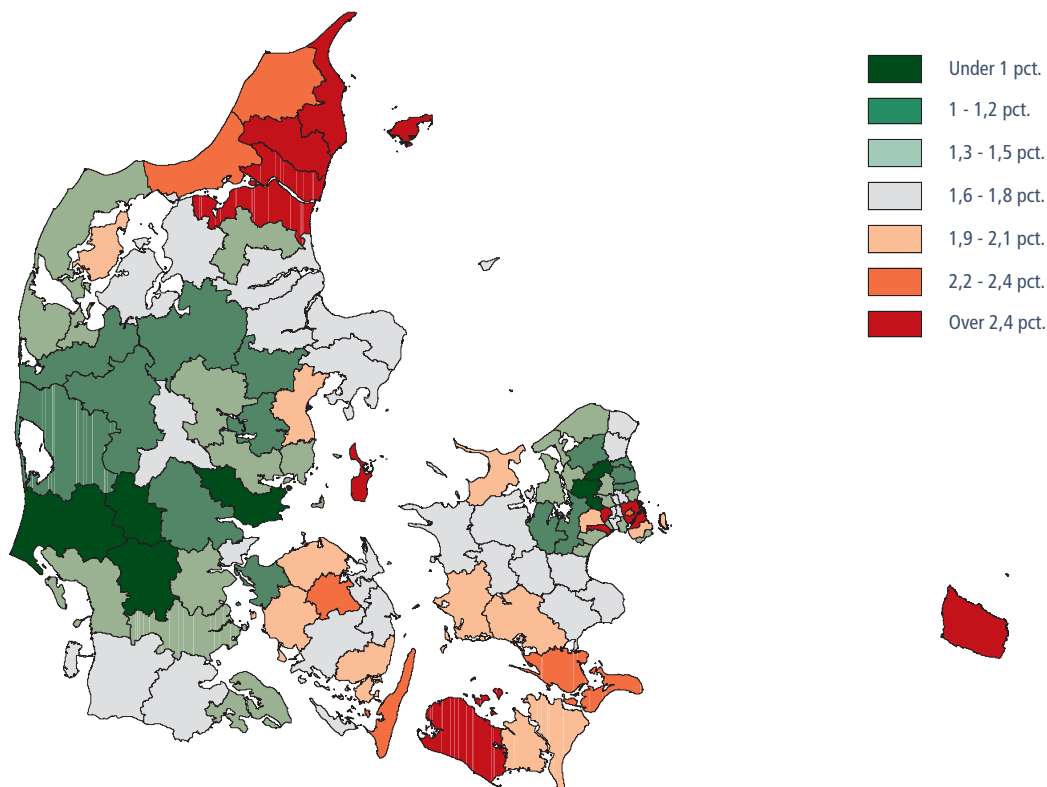 Under 1 pct.
1 - 1,2 pct.
1,3 - 1,5 pct.
1,6 - 1,8 pct.
1,9 - 2,1 pct.
2,2 - 2,4 pct.
Over 2,4 pct.